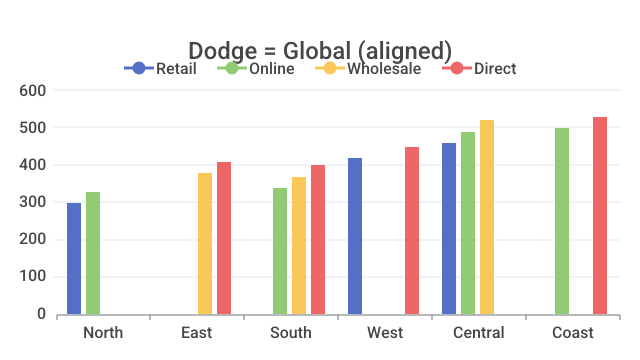 Dodge = Global (aligned)
Retail Online Wholesale Direct
600
500
400
300
200
100
0
North East South West Central Coast